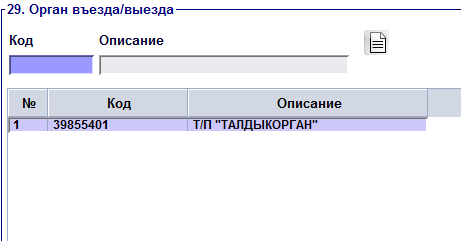 29. Орган въезда/выезда
Код Описание
№ Код Описание
1 39855401 Т/П "ТАЛДЫКОРГАН"